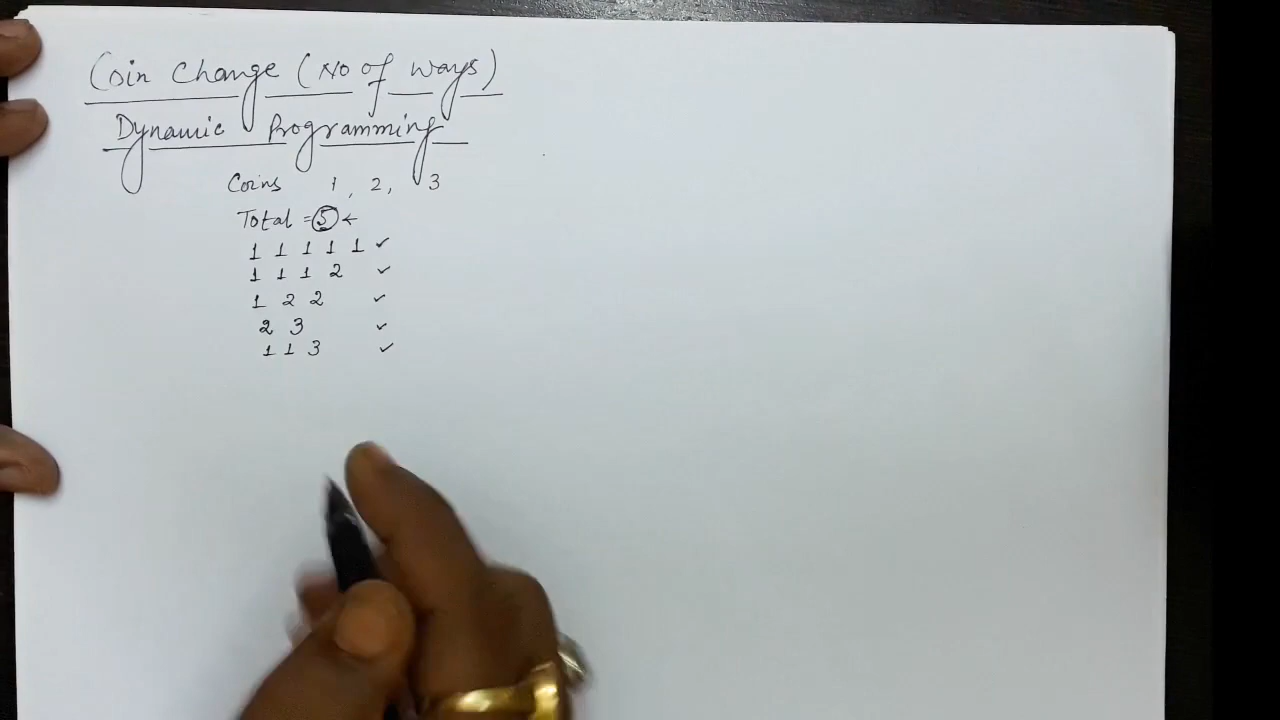 Coin Change (No of ways)
Dynamic Programming
Coins 1, 2, 3
Total = 5 ←
1 1 1 1 1 ✓
1 1 1 2 ✓
1 2 2 ✓
2 3 ✓
1 1 3 ✓